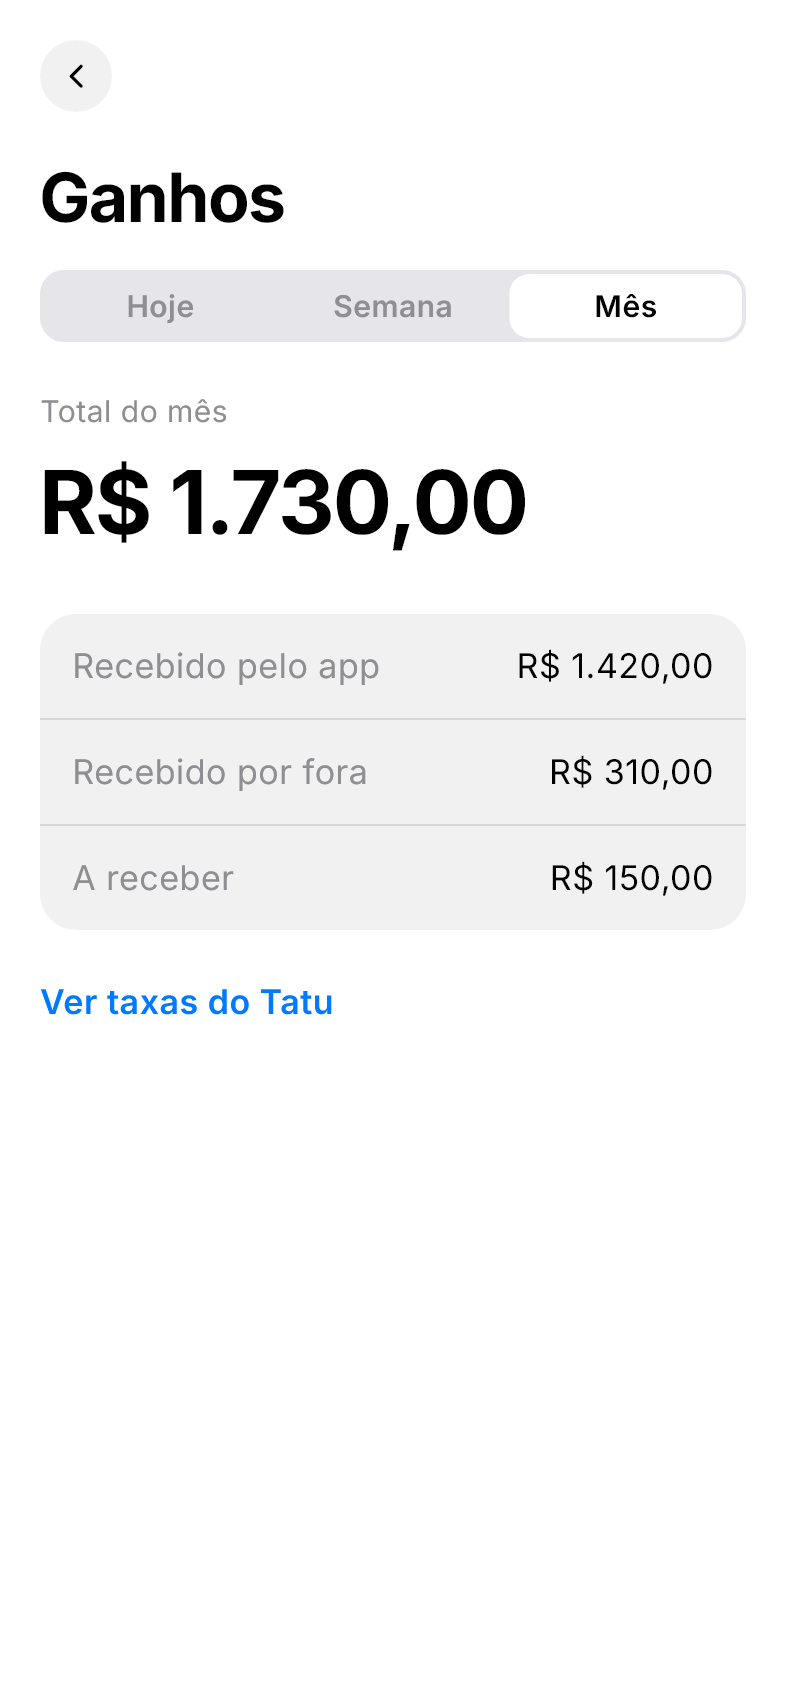 Ganhos
Hoje Semana Mês
Total do mês
R$ 1.730,00
Recebido pelo app R$ 1.420,00
Recebido por fora R$ 310,00
A receber R$ 150,00
Ver taxas do Tatu